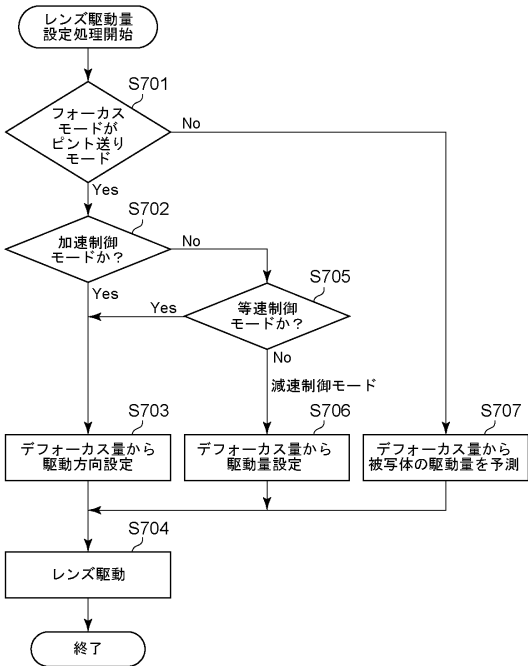 レンズ駆動量
設定処理開始
S701
フォーカス
モードが
ピント送り
モード
No
Yes
S702
加速制御
モードか？
No
Yes
S705
等速制御
モードか？
Yes
No
減速制御モード
S703
デフォーカス量から
駆動方向設定
S706
デフォーカス量から
駆動量設定
S707
デフォーカス量から
被写体の駆動量を予測
S704
レンズ駆動
終了